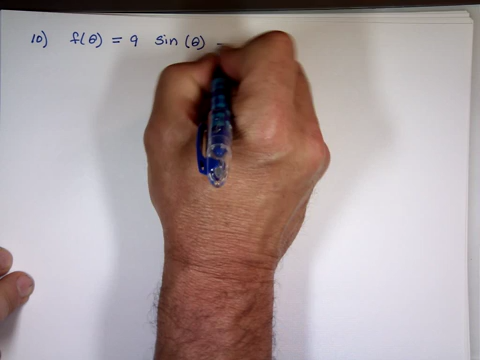 10) f(θ) = 9 sin(θ) -